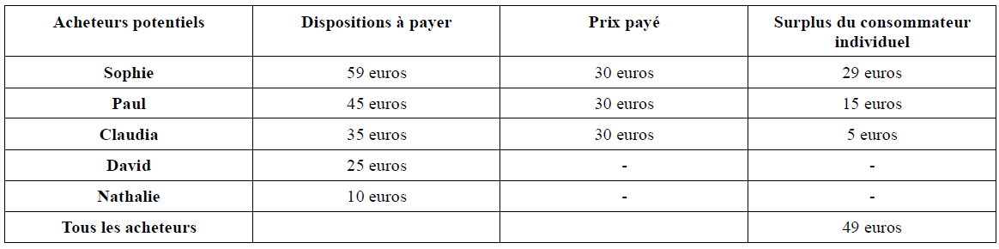 Acheteurs potentiels Dispositions à payer Prix payé Surplus du consommateur
individuel
Sophie 59 euros 30 euros 29 euros
Paul 45 euros 30 euros 15 euros
Claudia 35 euros 30 euros 5 euros
David 25 euros - -
Nathalie 10 euros - -
Tous les acheteurs 49 euros